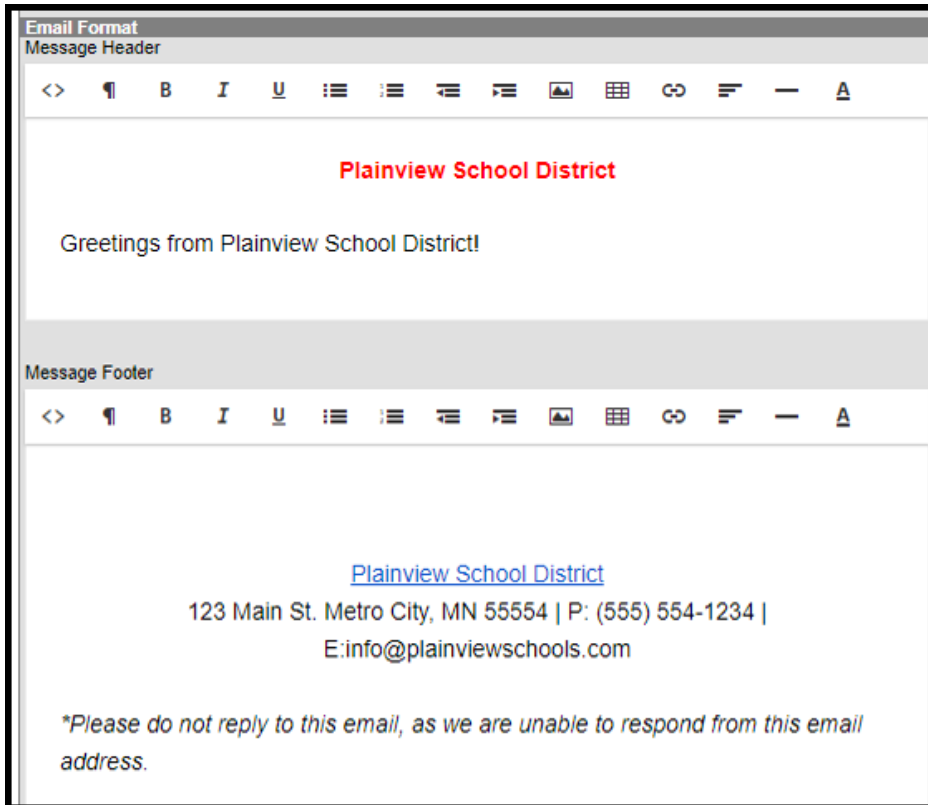 Email Format
Message Header
<> ¶ B I U A
Plainview School District
Greetings from Plainview School District!
Message Footer
<> ¶ B I U A
Plainview School District
123 Main St. Metro City, MN 55554 | P: (555) 554-1234 |
E:info@plainviewschools.com
*Please do not reply to this email, as we are unable to respond from this email
address.